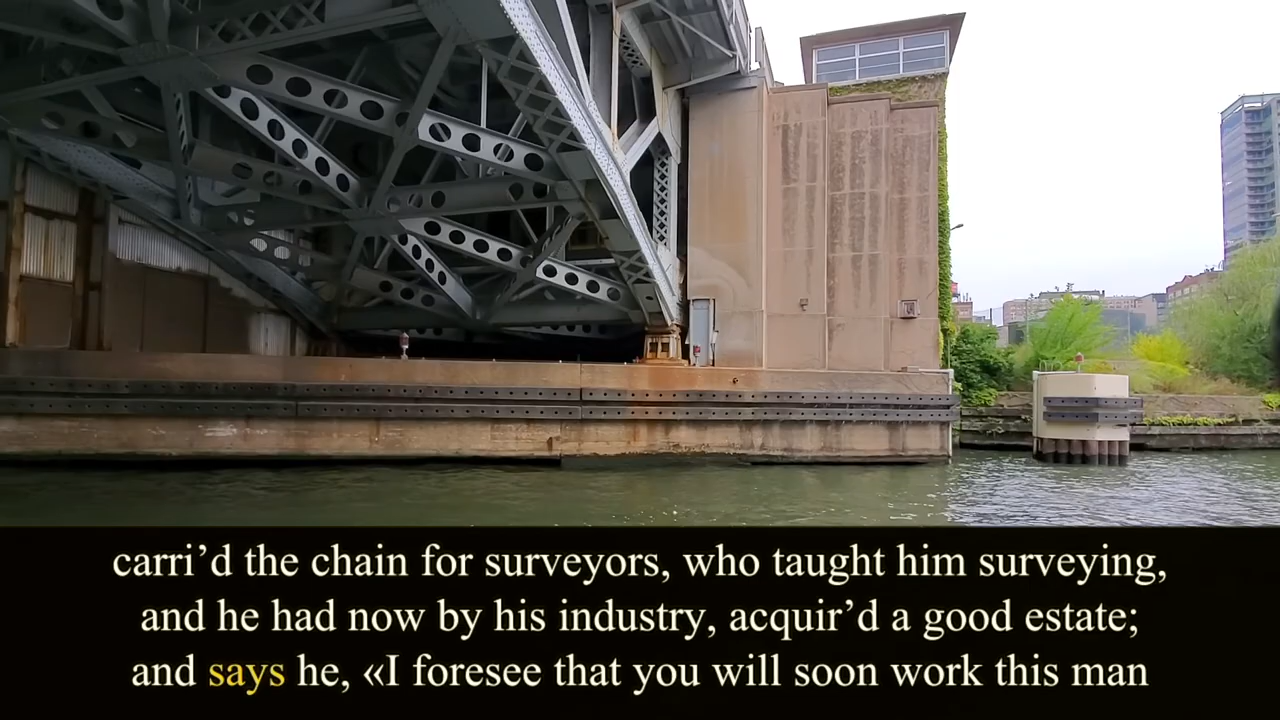 carri’d the chain for surveyors, who taught him surveying,
and he had now by his industry, acquir’d a good estate;
and says he, «I foresee that you will soon work this man